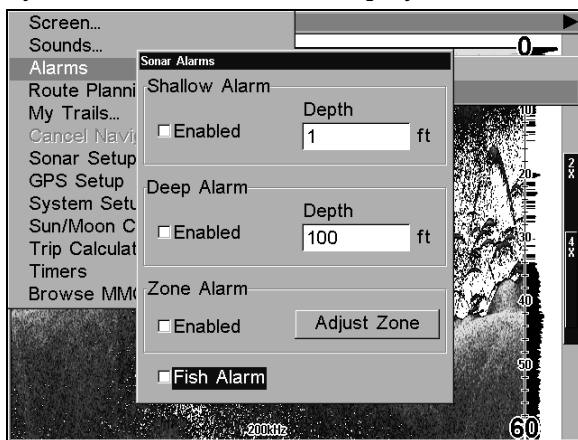 Screen...
Sounds...
Alarms
Route Planni
My Trails...
Cancel Navi
Sonar Setup
GPS Setup
System Setu
Sun/Moon C
Trip Calculat
Timers
Browse MM
Sonar Alarms
Shallow Alarm
Enabled
Depth
1 ft
Deep Alarm
Enabled
Depth
100 ft
Zone Alarm
Enabled
Adjust Zone
Fish Alarm
0
10
20
30
40
50
60
2X
4X
200kHz